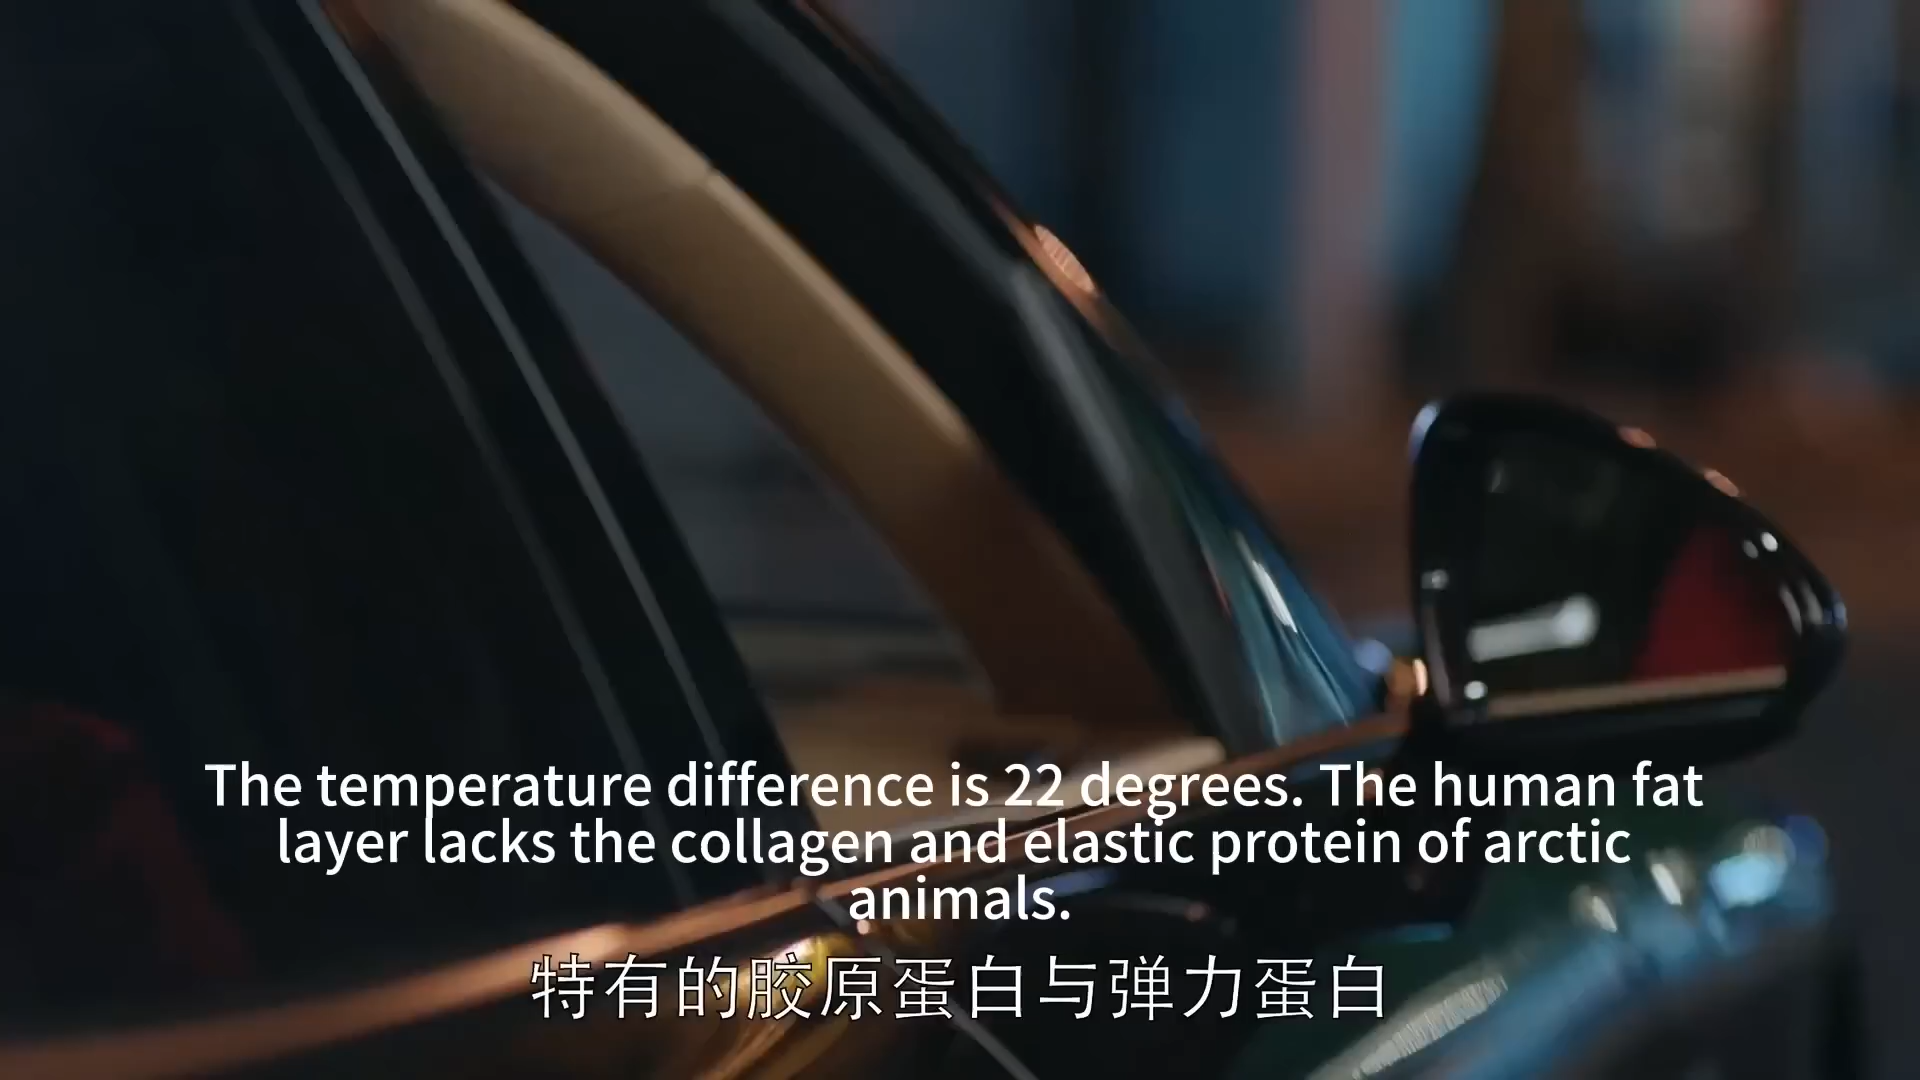 The temperature difference is 22 degrees. The human fat
layer lacks the collagen and elastic protein of arctic
animals.
特有的胶原蛋白与弹力蛋白